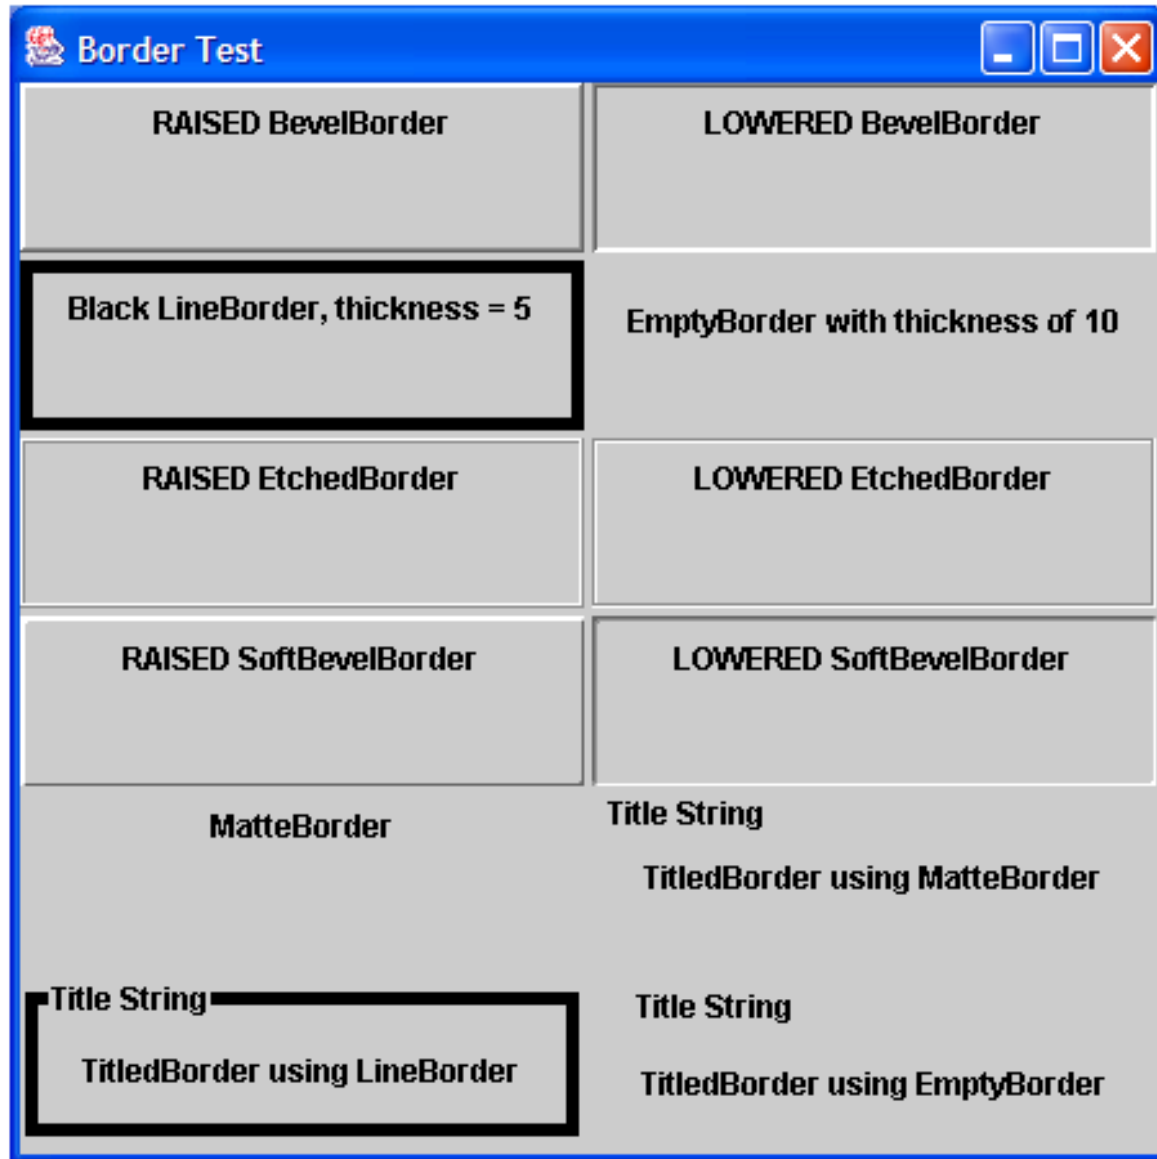 Border Test
RAISED BevelBorder
LOWERED BevelBorder
Black LineBorder, thickness = 5
EmptyBorder with thickness of 10
RAISED EtchedBorder
LOWERED EtchedBorder
RAISED SoftBevelBorder
LOWERED SoftBevelBorder
MatteBorder
Title String
TitledBorder using MatteBorder
Title String
TitledBorder using LineBorder
Title String
TitledBorder using EmptyBorder